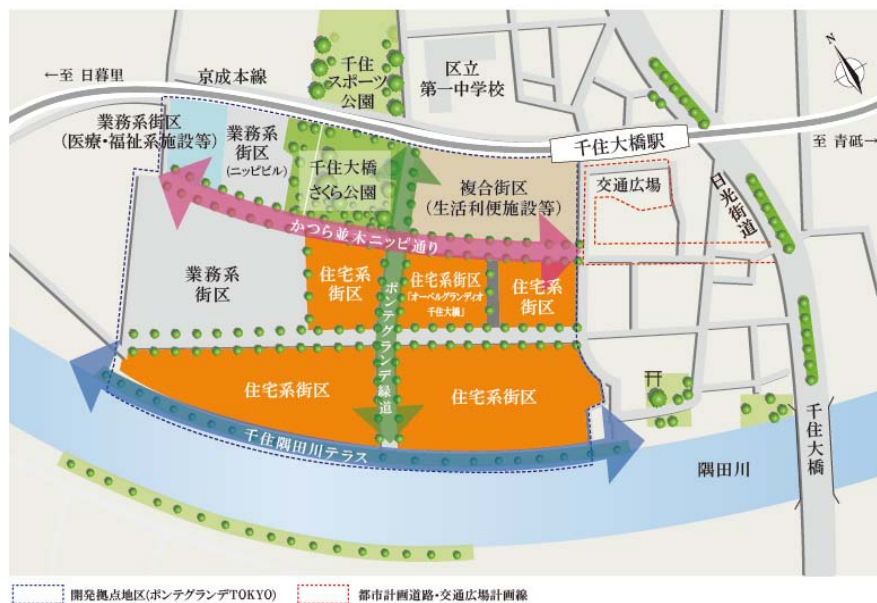 ←至 日暮里
京成本線
千住
スポーツ
公園
区立
第一中学校
N
業務系街区
(医療・福祉系施設等)
業務系
街区
(ニッピビル)
千住大橋
さくら公園
複合街区
(生活利便施設等)
千住大橋駅
至 青砥→
交通広場
日光街道
かつら並木ニッピ通り
業務系
街区
住宅系
街区
ポンテグランデ緑道
住宅系街区
「オーベルグランディオ
千住大橋」
住宅系
街区
住宅系街区
住宅系街区
千住隅田川テラス
隅田川
千住大橋
開発拠点地区(ポンテグランデTOKYO)
都市計画道路・交通広場計画線